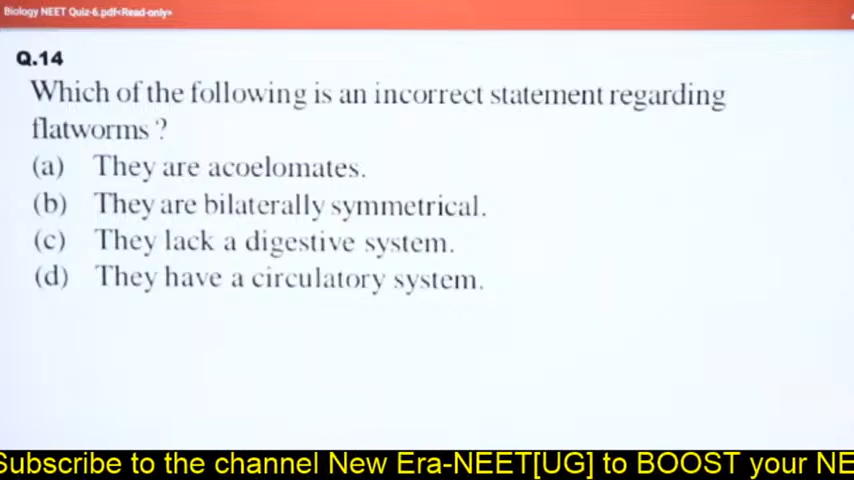 Biology NEET Quiz-6.pdf<Read-only>
Q.14
Which of the following is an incorrect statement regarding
flatworms ?
(a) They are acoelomates.
(b) They are bilaterally symmetrical.
(c) They lack a digestive system.
(d) They have a circulatory system.
Subscribe to the channel New Era-NEET[UG] to BOOST your NE